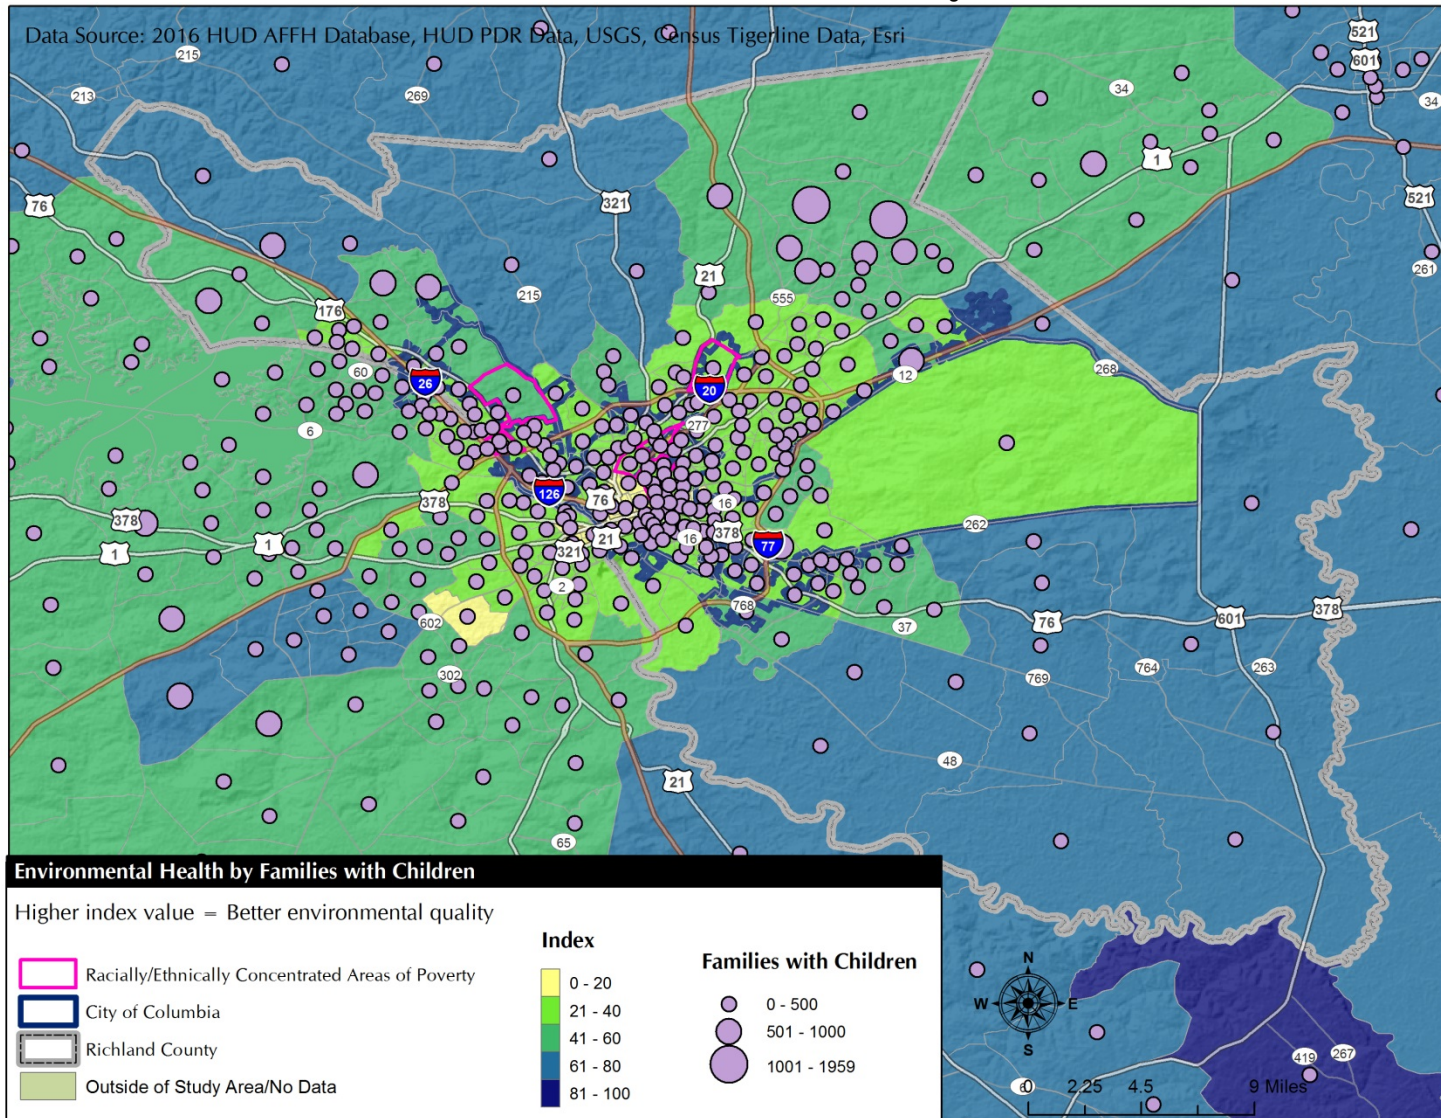 Data Source: 2016 HUD AFFH Database, HUD PDR Data, USGS, Census Tigerline Data, Esri
521
601
215
213
269
34
34
1
76
321
521
21
261
176
555
215
60
26
20
12
268
6
277
378
126
76
16
378
1
1
378
321
21
16
77
262
2
768
76
601
378
602
37
302
769
764
263
48
21
65
Environmental Health by Families with Children
Higher index value = Better environmental quality
Racially/Ethnically Concentrated Areas of Poverty
City of Columbia
Richland County
Outside of Study Area/No Data
Index
0 - 20
21 - 40
41 - 60
61 - 80
81 - 100
Families with Children
0 - 500
501 - 1000
1001 - 1959
N
W
E
S
419
267
6
0 2.25 4.5 9 Miles